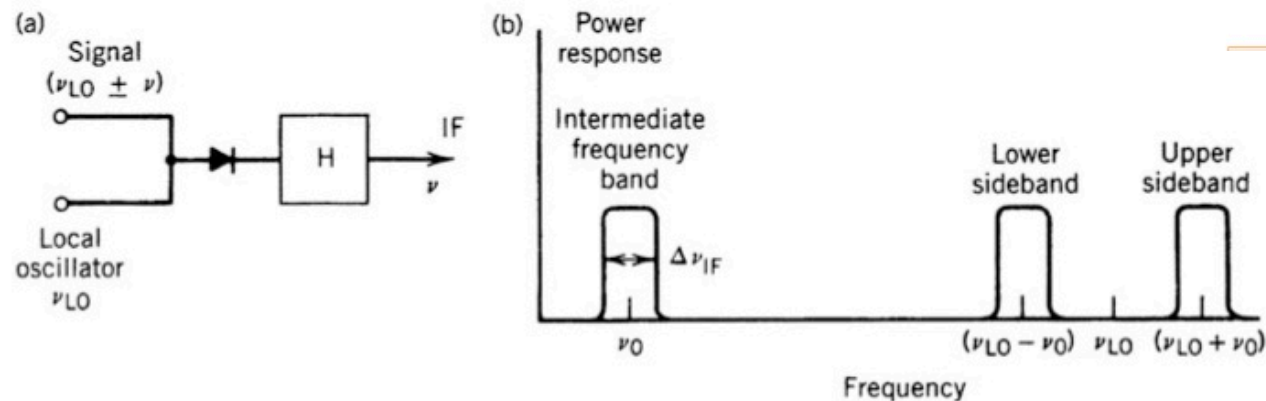 (a)
Signal
(νLO ± ν)
Local
oscillator
νLO
H
IF
ν
(b)
Power
response
Intermediate
frequency
band
ΔνIF
Lower
sideband
Upper
sideband
ν0
(νLO − ν0)
νLO
(νLO + ν0)
Frequency